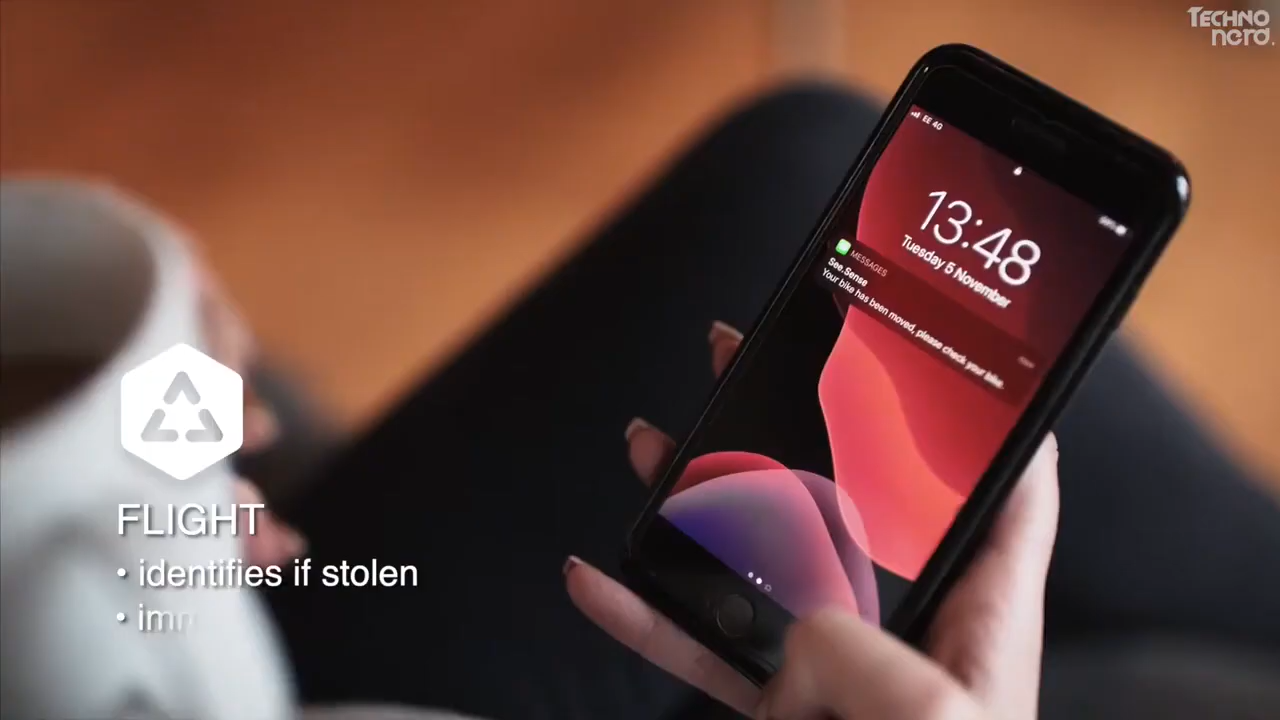 TECHNO
nerd.
EE 4G
13:48
Tuesday 5 November
MESSAGES
See.Sense
Your bike has been moved, please check your bike.
FLIGHT
• identifies if stolen
• imm